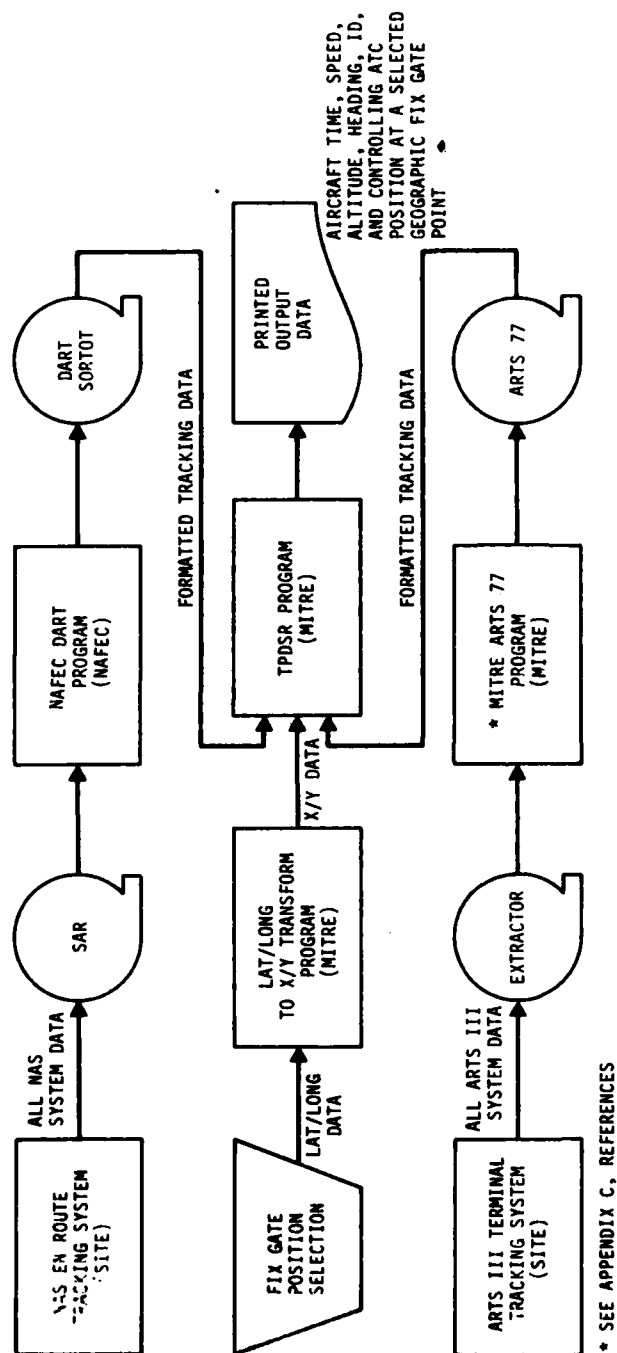 NAS EN ROUTE
TRACKING SYSTEM
(SITE)
ALL NAS
SYSTEM DATA
SAR
NAFEC DART
PROGRAM
(NAFEC)
DART
SORTOT
FORMATTED TRACKING DATA
FIX GATE
POSITION
SELECTION
LAT/LONG
DATA
LAT/LONG
TO X/Y TRANSFORM
PROGRAM
(MITRE)
X/Y DATA
TPDSR PROGRAM
(MITRE)
PRINTED
OUTPUT
DATA
AIRCRAFT TIME, SPEED,
ALTITUDE, HEADING, ID,
AND CONTROLLING ATC
POSITION AT A SELECTED
GEOGRAPHIC FIX GATE
POINT
FORMATTED TRACKING DATA
ARTS III TERMINAL
TRACKING SYSTEM
(SITE)
ALL ARTS III
SYSTEM DATA
EXTRACTOR
* MITRE ARTS 77
PROGRAM
(MITRE)
ARTS 77
* SEE APPENDIX C, REFERENCES